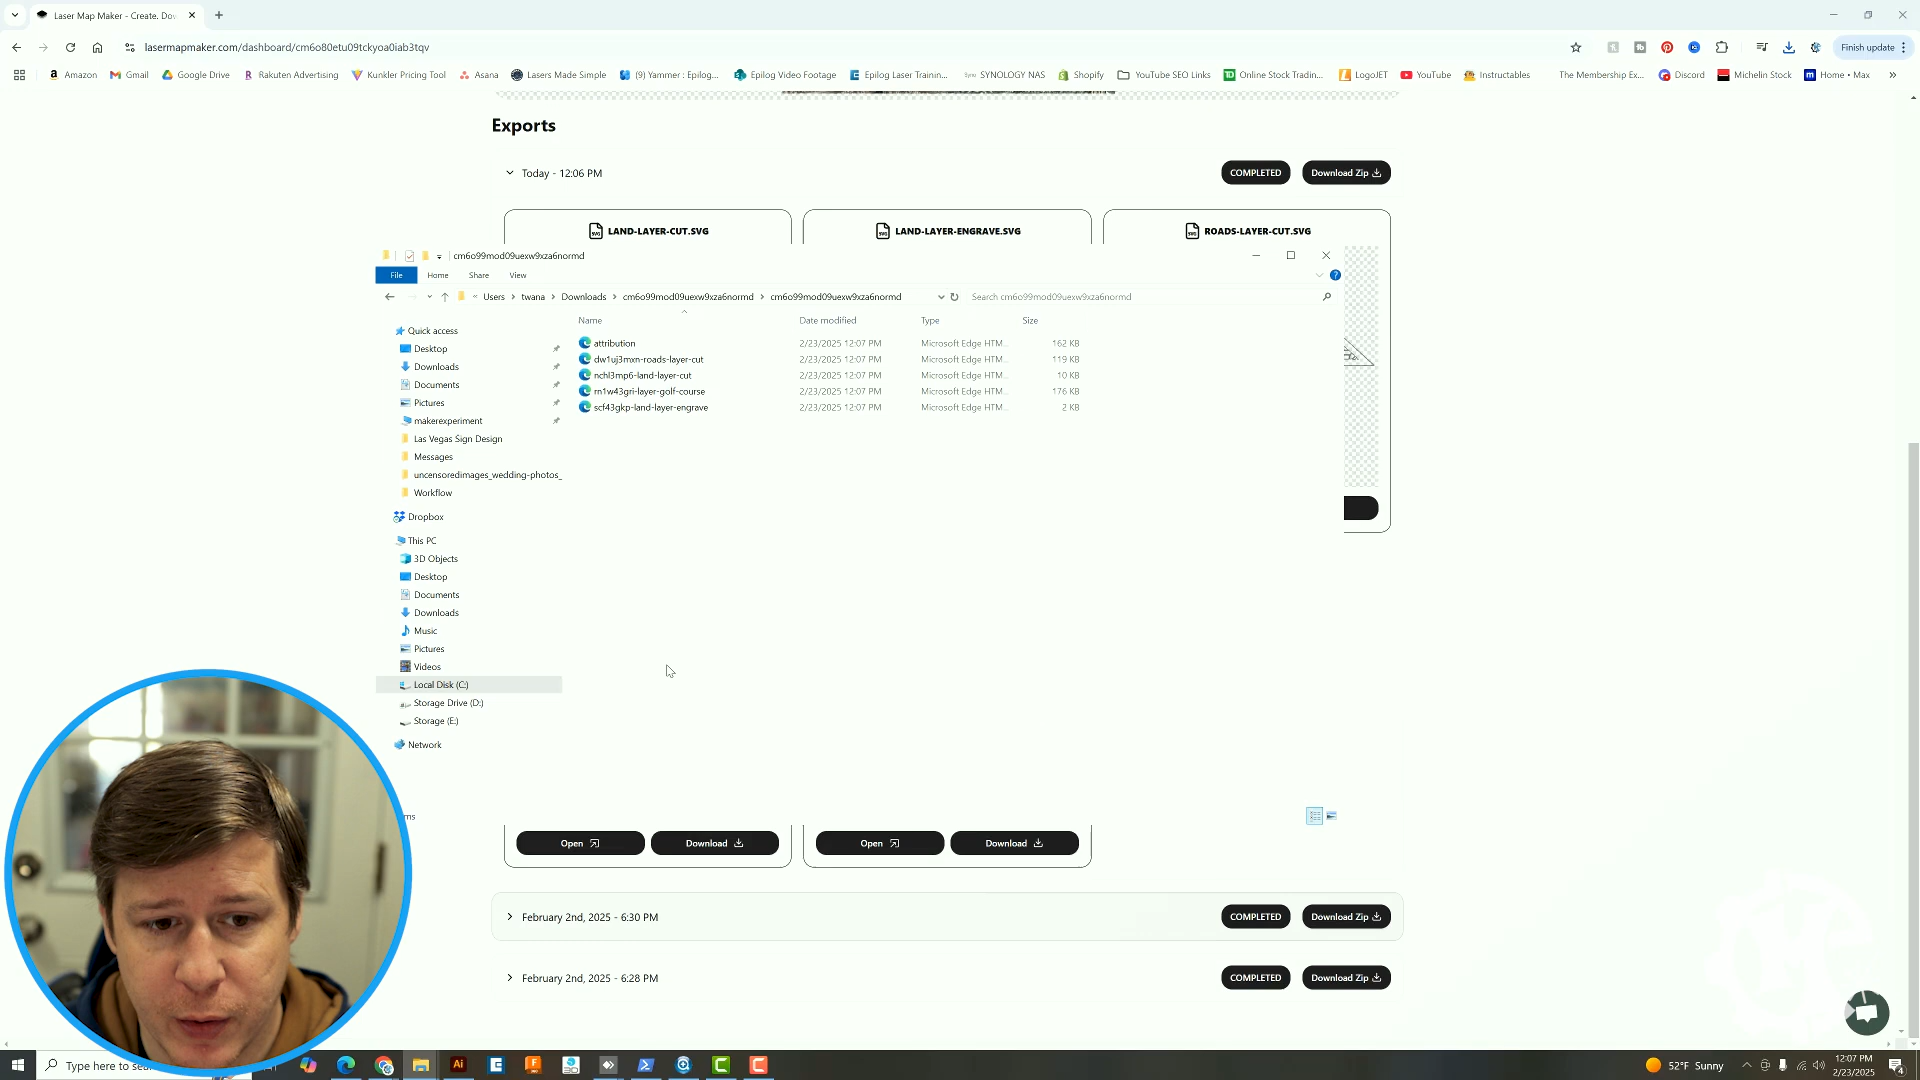 Laser Map Maker - Create, Do
lasermapmaker.com/dashboard/cm6o80etu09tckyoa0iab3tqv
Finish update
Amazon
Gmail
Google Drive
Rakuten Advertising
Kunkler Pricing Tool
Asana
Lasers Made Simple
(9) Yammer : Epilog...
Epilog Video Footage
Epilog Laser Trainin...
SYNOLOGY NAS
Shopify
YouTube SEO Links
Online Stock Tradin...
LogoJET
YouTube
Instructables
The Membership Ex...
Discord
Michelin Stock
Home • Max
Exports
Today - 12:06 PM
COMPLETED
Download Zip
LAND-LAYER-CUT.SVG
LAND-LAYER-ENGRAVE.SVG
ROADS-LAYER-CUT.SVG
cm6o99mod09uexw9xza6normd
File
Home
Share
View
« Users > twana > Downloads > cm6o99mod09uexw9xza6normd > cm6o99mod09uexw9xza6normd
Search cm6o99mod09uexw9xza6normd
Name
Date modified
Type
Size
attribution 2/23/2025 12:07 PM Microsoft Edge HTM... 162 KB
dw1uj3mxn-roads-layer-cut 2/23/2025 12:07 PM Microsoft Edge HTM... 119 KB
nchl3mp6-land-layer-cut 2/23/2025 12:07 PM Microsoft Edge HTM... 10 KB
rn1w43gri-layer-golf-course 2/23/2025 12:07 PM Microsoft Edge HTM... 176 KB
scf43gkp-land-layer-engrave 2/23/2025 12:07 PM Microsoft Edge HTM... 2 KB
Quick access
Desktop
Downloads
Documents
Pictures
makerexperiment
Las Vegas Sign Design
Messages
uncensoredimages_wedding-photos_
Workflow
Dropbox
This PC
3D Objects
Desktop
Documents
Downloads
Music
Pictures
Videos
Local Disk (C:)
Storage Drive (D:)
Storage (E:)
Network
ms
Open
Download
Open
Download
February 2nd, 2025 - 6:30 PM
COMPLETED
Download Zip
February 2nd, 2025 - 6:28 PM
COMPLETED
Download Zip
Type here to sea
52°F Sunny
12:07 PM
2/23/2025
4